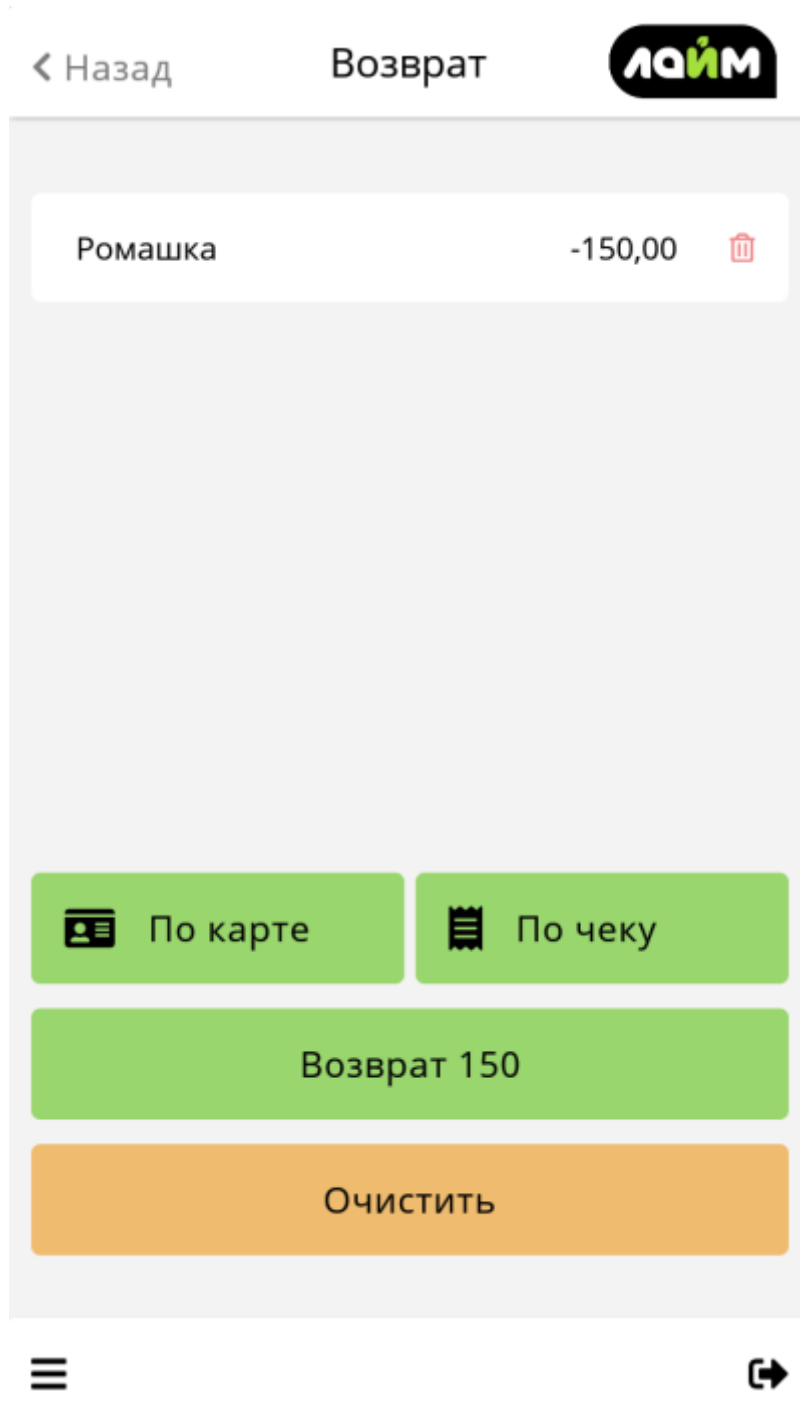 Назад
Возврат
лайм
Ромашка -150,00
По карте
По чеку
Возврат 150
Очистить